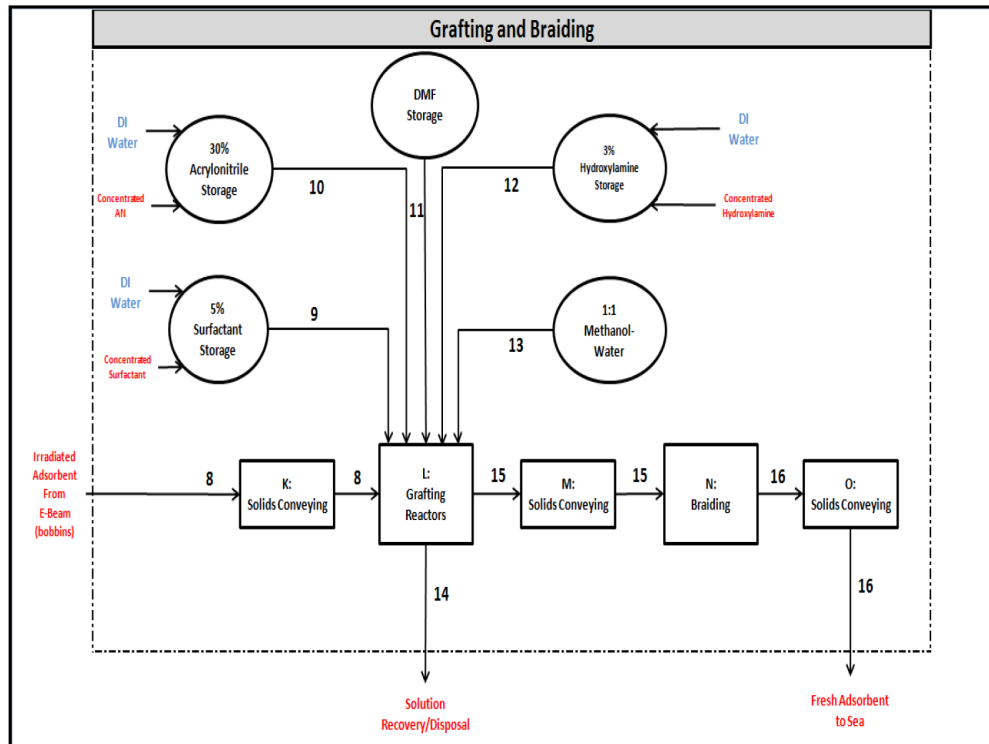 Grafting and Braiding
DMF
Storage
DI
Water
30%
Acrylonitrile
Storage
Concentrated
AN
10
11
12
3%
Hydroxylamine
Storage
DI
Water
Concentrated
Hydroxylamine
DI
Water
5%
Surfactant
Storage
Concentrated
Surfactant
9
13
1:1
Methanol-
Water
Irradiated
Adsorbent
From
E-Beam
(bobbins)
8
K:
Solids Conveying
8
L:
Grafting
Reactors
15
M:
Solids Conveying
15
N:
Braiding
16
O:
Solids Conveying
14
16
Solution
Recovery/Disposal
Fresh Adsorbent
to Sea